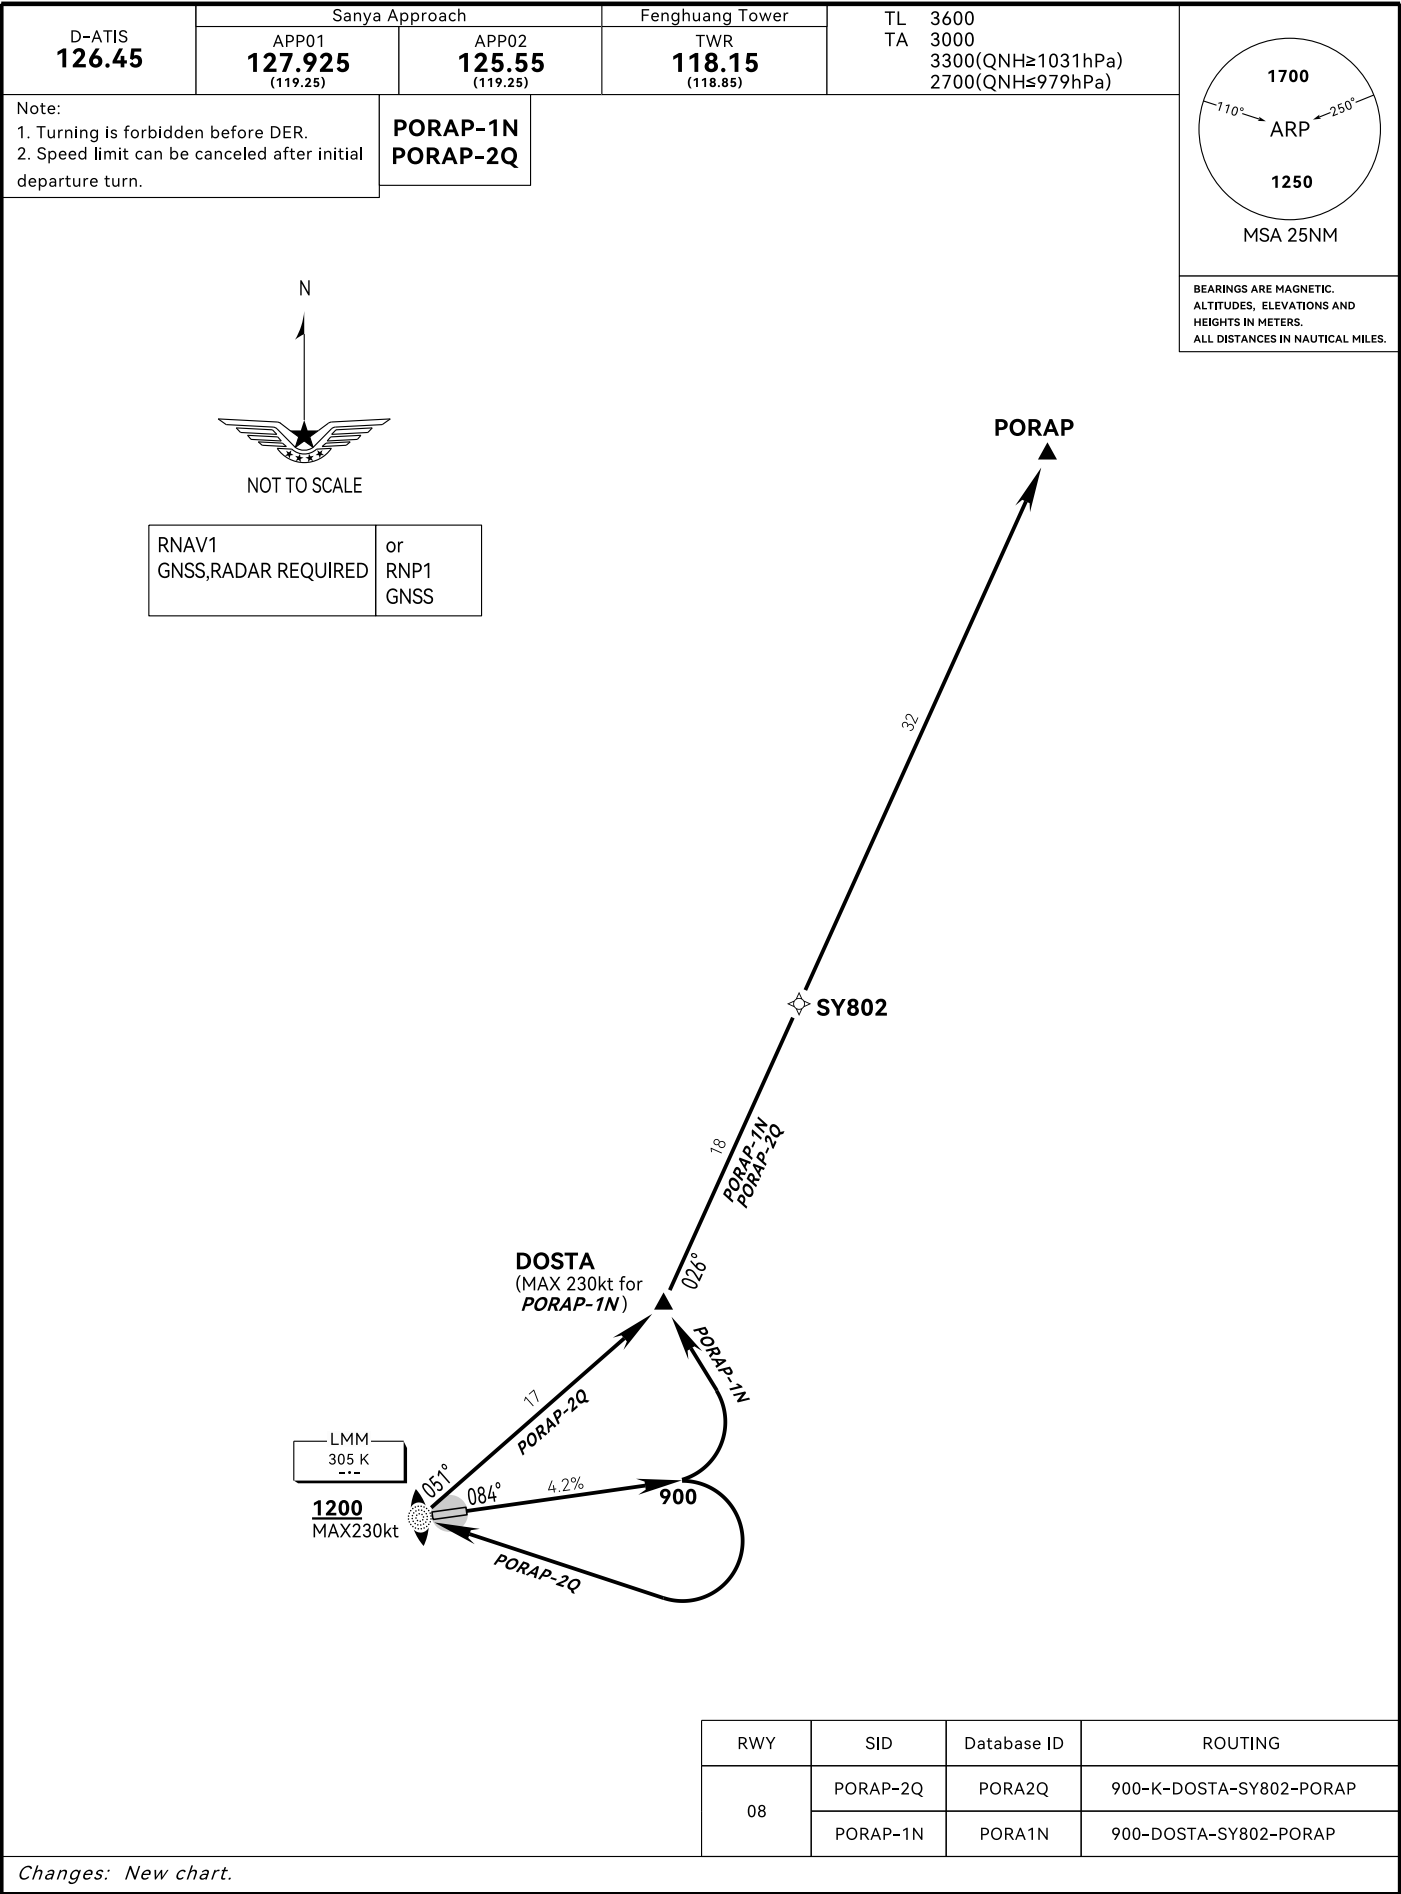 D-ATIS
126.45
Sanya Approach
APP01
127.925
(119.25)
APP02
125.55
(119.25)
Fenghuang Tower
TWR
118.15
(118.85)
TL 3600
TA 3000
3300(QNH≥1031hPa)
2700(QNH≤979hPa)
Note:
1. Turning is forbidden before DER.
2. Speed limit can be canceled after initial
departure turn.
PORAP-1N
PORAP-2Q
1700
110°
250°
ARP
1250
MSA 25NM
BEARINGS ARE MAGNETIC.
ALTITUDES, ELEVATIONS AND
HEIGHTS IN METERS.
ALL DISTANCES IN NAUTICAL MILES.
N
NOT TO SCALE
RNAV1
GNSS,RADAR REQUIRED
or
RNP1
GNSS
PORAP
32
SY802
18
PORAP-1N
PORAP-2Q
026°
DOSTA
(MAX 230kt for
PORAP-1N)
PORAP-1N
17
PORAP-2Q
LMM
305 K
-·-
051°
084°
4.2%
900
1200
MAX230kt
PORAP-2Q
RWY SID Database ID ROUTING
08
PORAP-2Q PORA2Q 900-K-DOSTA-SY802-PORAP
PORAP-1N PORA1N 900-DOSTA-SY802-PORAP
Changes: New chart.